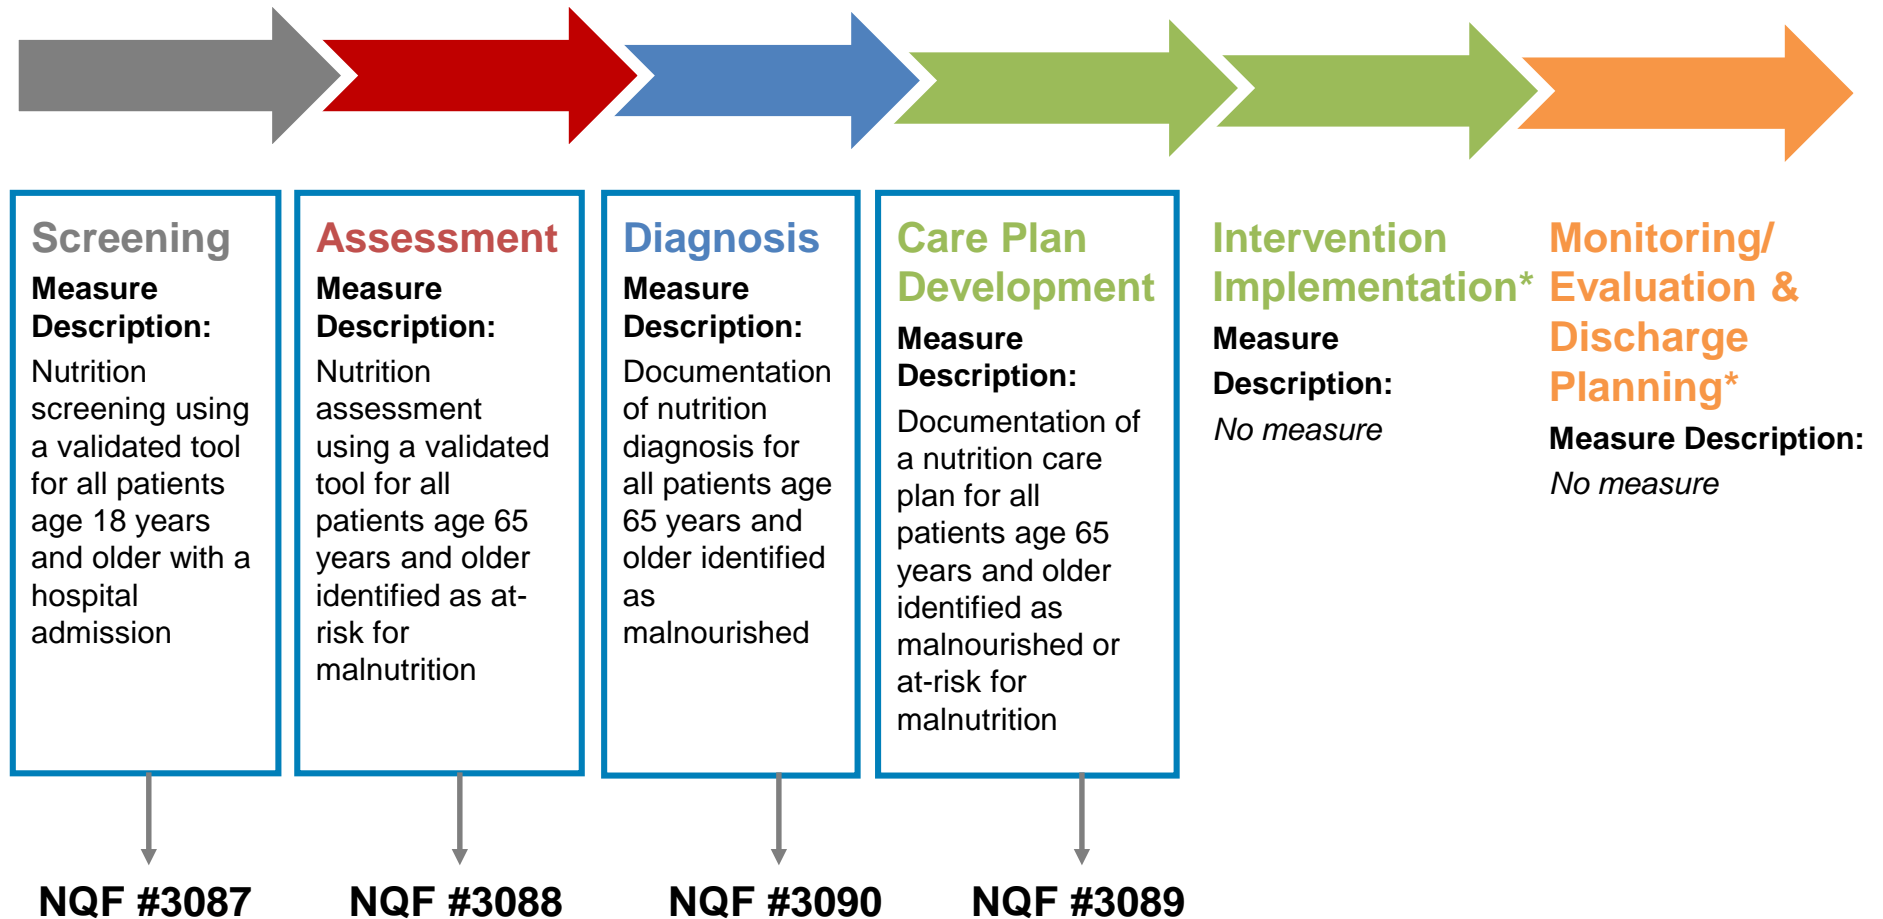 Screening
Measure
Description:
Nutrition
screening using
a validated tool
for all patients
age 18 years
and older with a
hospital
admission
Assessment
Measure
Description:
Nutrition
assessment
using a validated
tool for all
patients age 65
years and older
identified as at-
risk for
malnutrition
Diagnosis
Measure
Description:
Documentation
of nutrition
diagnosis for
all patients age
65 years and
older identified
as
malnourished
Care Plan
Development
Measure
Description:
Documentation of
a nutrition care
plan for all
patients age 65
years and older
identified as
malnourished or
at-risk for
malnutrition
Intervention
Implementation*
Measure
Description:
No measure
Monitoring/
Evaluation &
Discharge
Planning*
Measure Description:
No measure
NQF #3087
NQF #3088
NQF #3090
NQF #3089